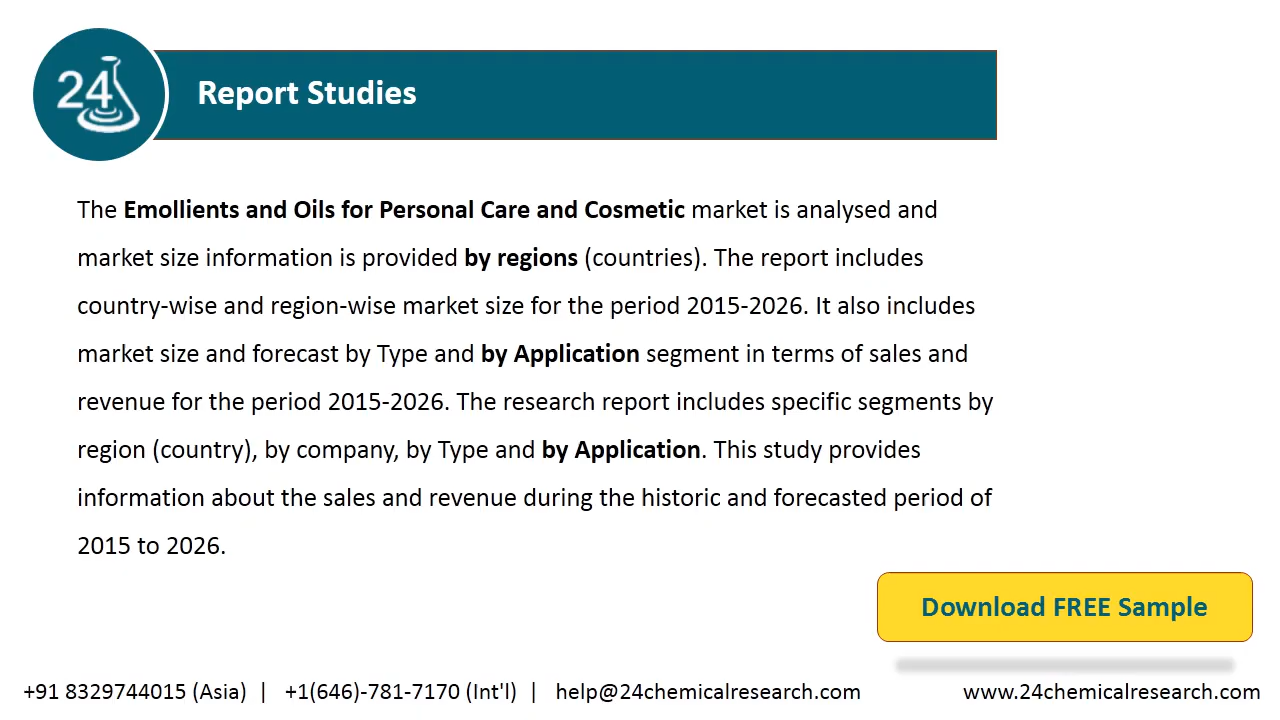 24
Report Studies
The Emollients and Oils for Personal Care and Cosmetic market is analysed and
market size information is provided by regions (countries). The report includes
country-wise and region-wise market size for the period 2015-2026. It also includes
market size and forecast by Type and by Application segment in terms of sales and
revenue for the period 2015-2026. The research report includes specific segments by
region (country), by company, by Type and by Application. This study provides
information about the sales and revenue during the historic and forecasted period of
2015 to 2026.
Download FREE Sample
+91 8329744015 (Asia) | +1(646)-781-7170 (Int'l) | help@24chemicalresearch.com www.24chemicalresearch.com